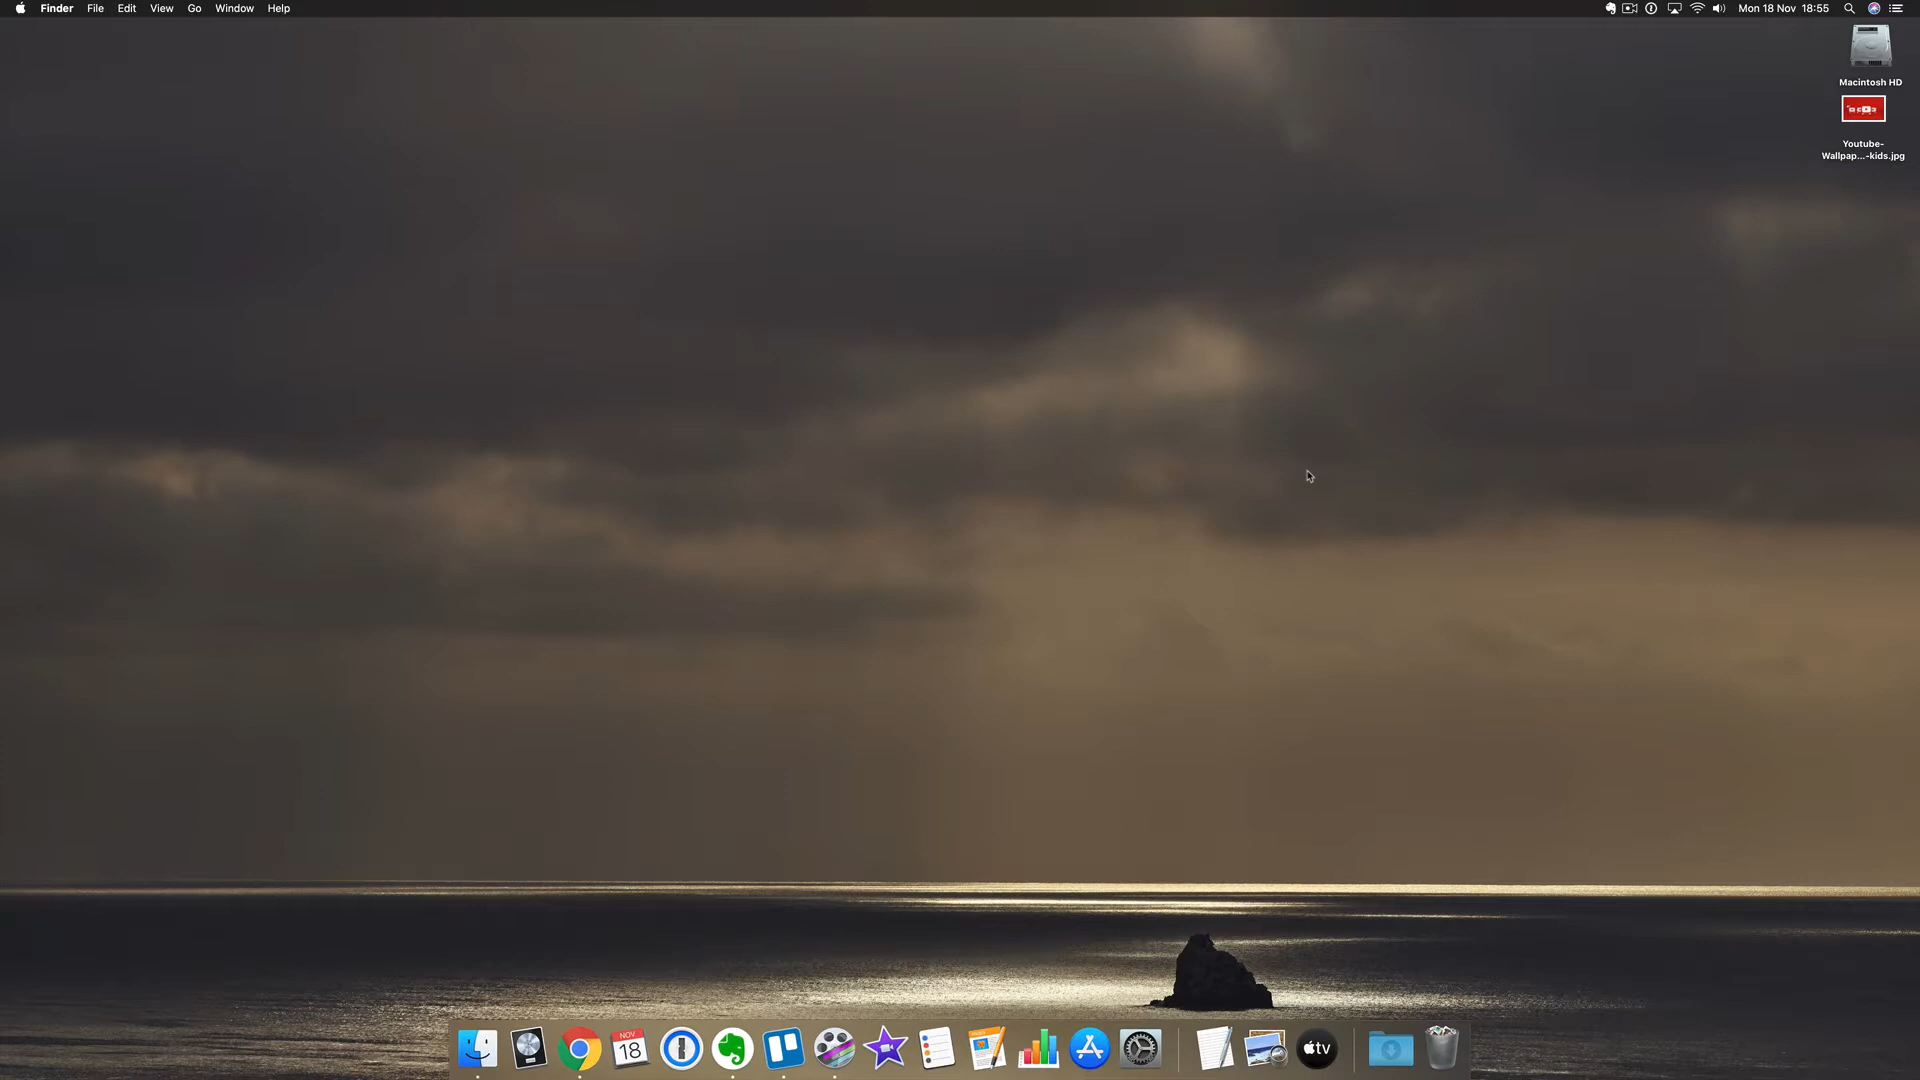 Finder File Edit View Go Window Help
Mon 18 Nov 18:55
Macintosh HD
Youtube-
Wallpap...-kids.jpg
NOV
18
tv